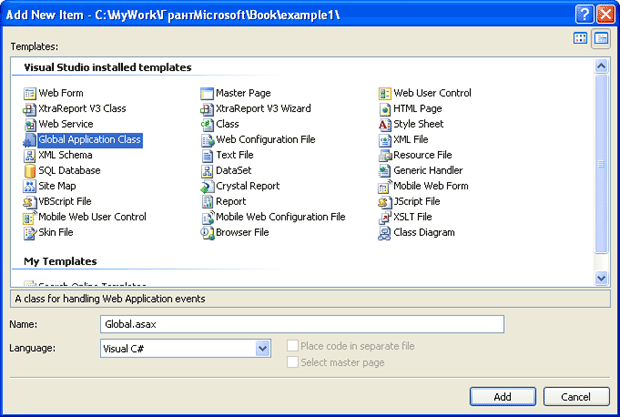 Add New Item - C:\MyWork\ГрантMicrosoft\Book\example1\
Templates:
Visual Studio installed templates
Web Form Master Page Web User Control
XtraReport V3 Class XtraReport V3 Wizard HTML Page
Web Service Class Style Sheet
Global Application Class Web Configuration File XML File
XML Schema Text File Resource File
SQL Database DataSet Generic Handler
Site Map Crystal Report Mobile Web Form
VBScript File Report JScript File
Mobile Web User Control Mobile Web Configuration File XSLT File
Skin File Browser File Class Diagram
My Templates
Search Online Templates
A class for handling Web Application events
Name: Global.asax
Language: Visual C# Place code in separate file
Select master page
Add Cancel